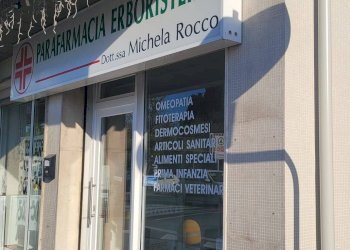 PARAFARMACIA ERBORISTE
Dott.ssa Michela Rocco
OMEOPATIA
FITOTERAPIA
DERMOCOSMESI
ARTICOLI SANITARI
ALIMENTI SPECIALI
PRIMA INFANZIA
FARMACI VETERINARI